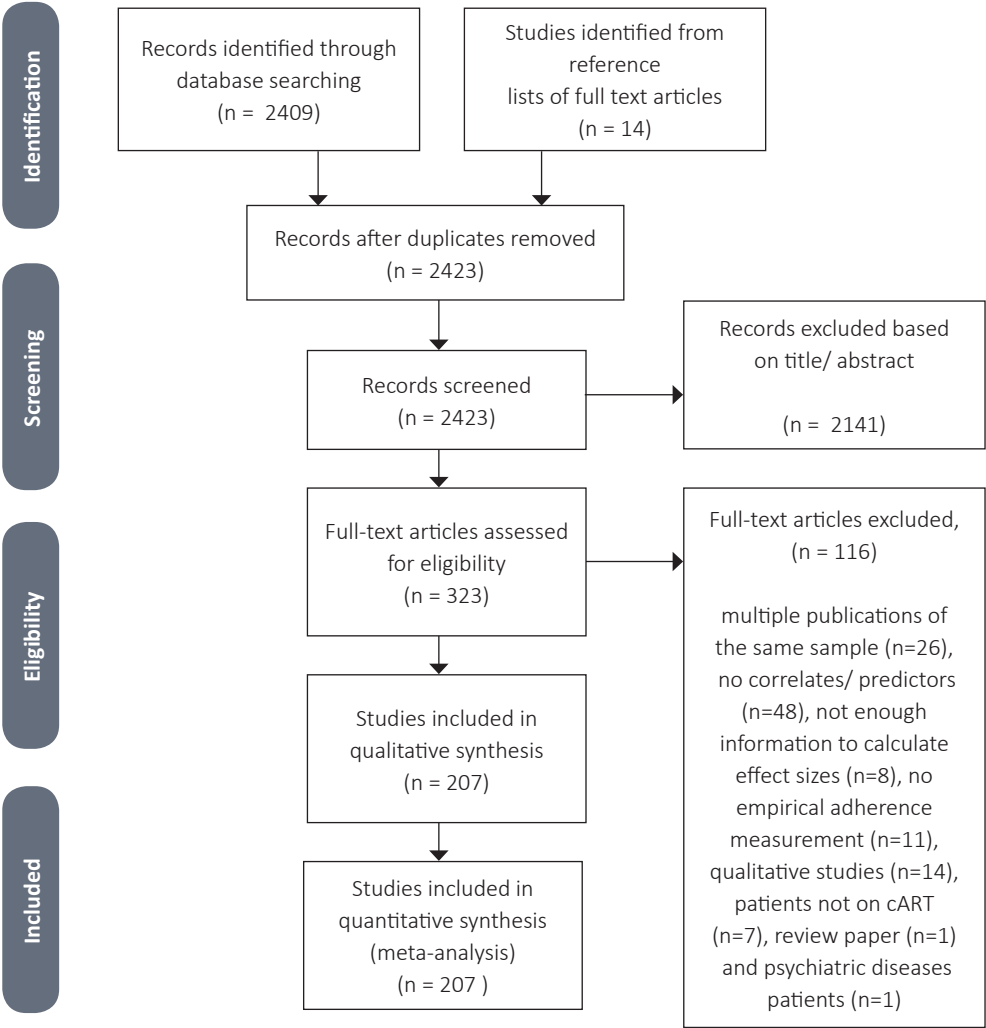 Identification
Records identified through
database searching
(n = 2409)
Studies identified from
reference
lists of full text articles
(n = 14)
Records after duplicates removed
(n = 2423)
Screening
Records screened
(n = 2423)
Records excluded based
on title/ abstract
(n = 2141)
Eligibility
Full-text articles assessed
for eligibility
(n = 323)
Full-text articles excluded,
(n = 116)
multiple publications of
the same sample (n=26),
no correlates/ predictors
(n=48), not enough
information to calculate
effect sizes (n=8), no
empirical adherence
measurement (n=11),
qualitative studies (n=14),
patients not on cART
(n=7), review paper (n=1)
and psychiatric diseases
patients (n=1)
Studies included in
qualitative synthesis
(n = 207)
Included
Studies included in
quantitative synthesis
(meta-analysis)
(n = 207 )